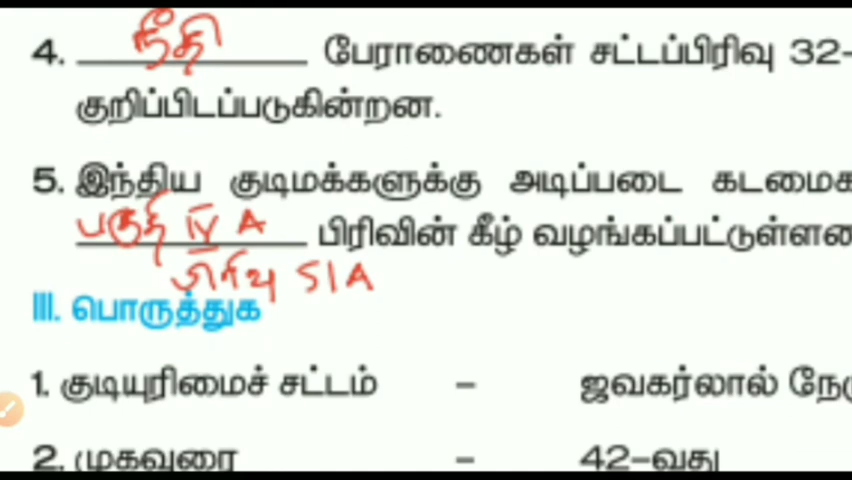 4. நீதி பேராணைகள் சட்டப்பிரிவு 32-
குறிப்பிடப்படுகின்றன.
5. இந்திய குடிமக்களுக்கு அடிப்படை கடமைக
பகுதி IV A பிரிவின் கீழ் வழங்கப்பட்டுள்ளன
பிரிவு 51A
III. பொருத்துக
1. குடியுரிமைச் சட்டம் – ஜவகர்லால் நேரு
2. முகவுரை – 42-வது